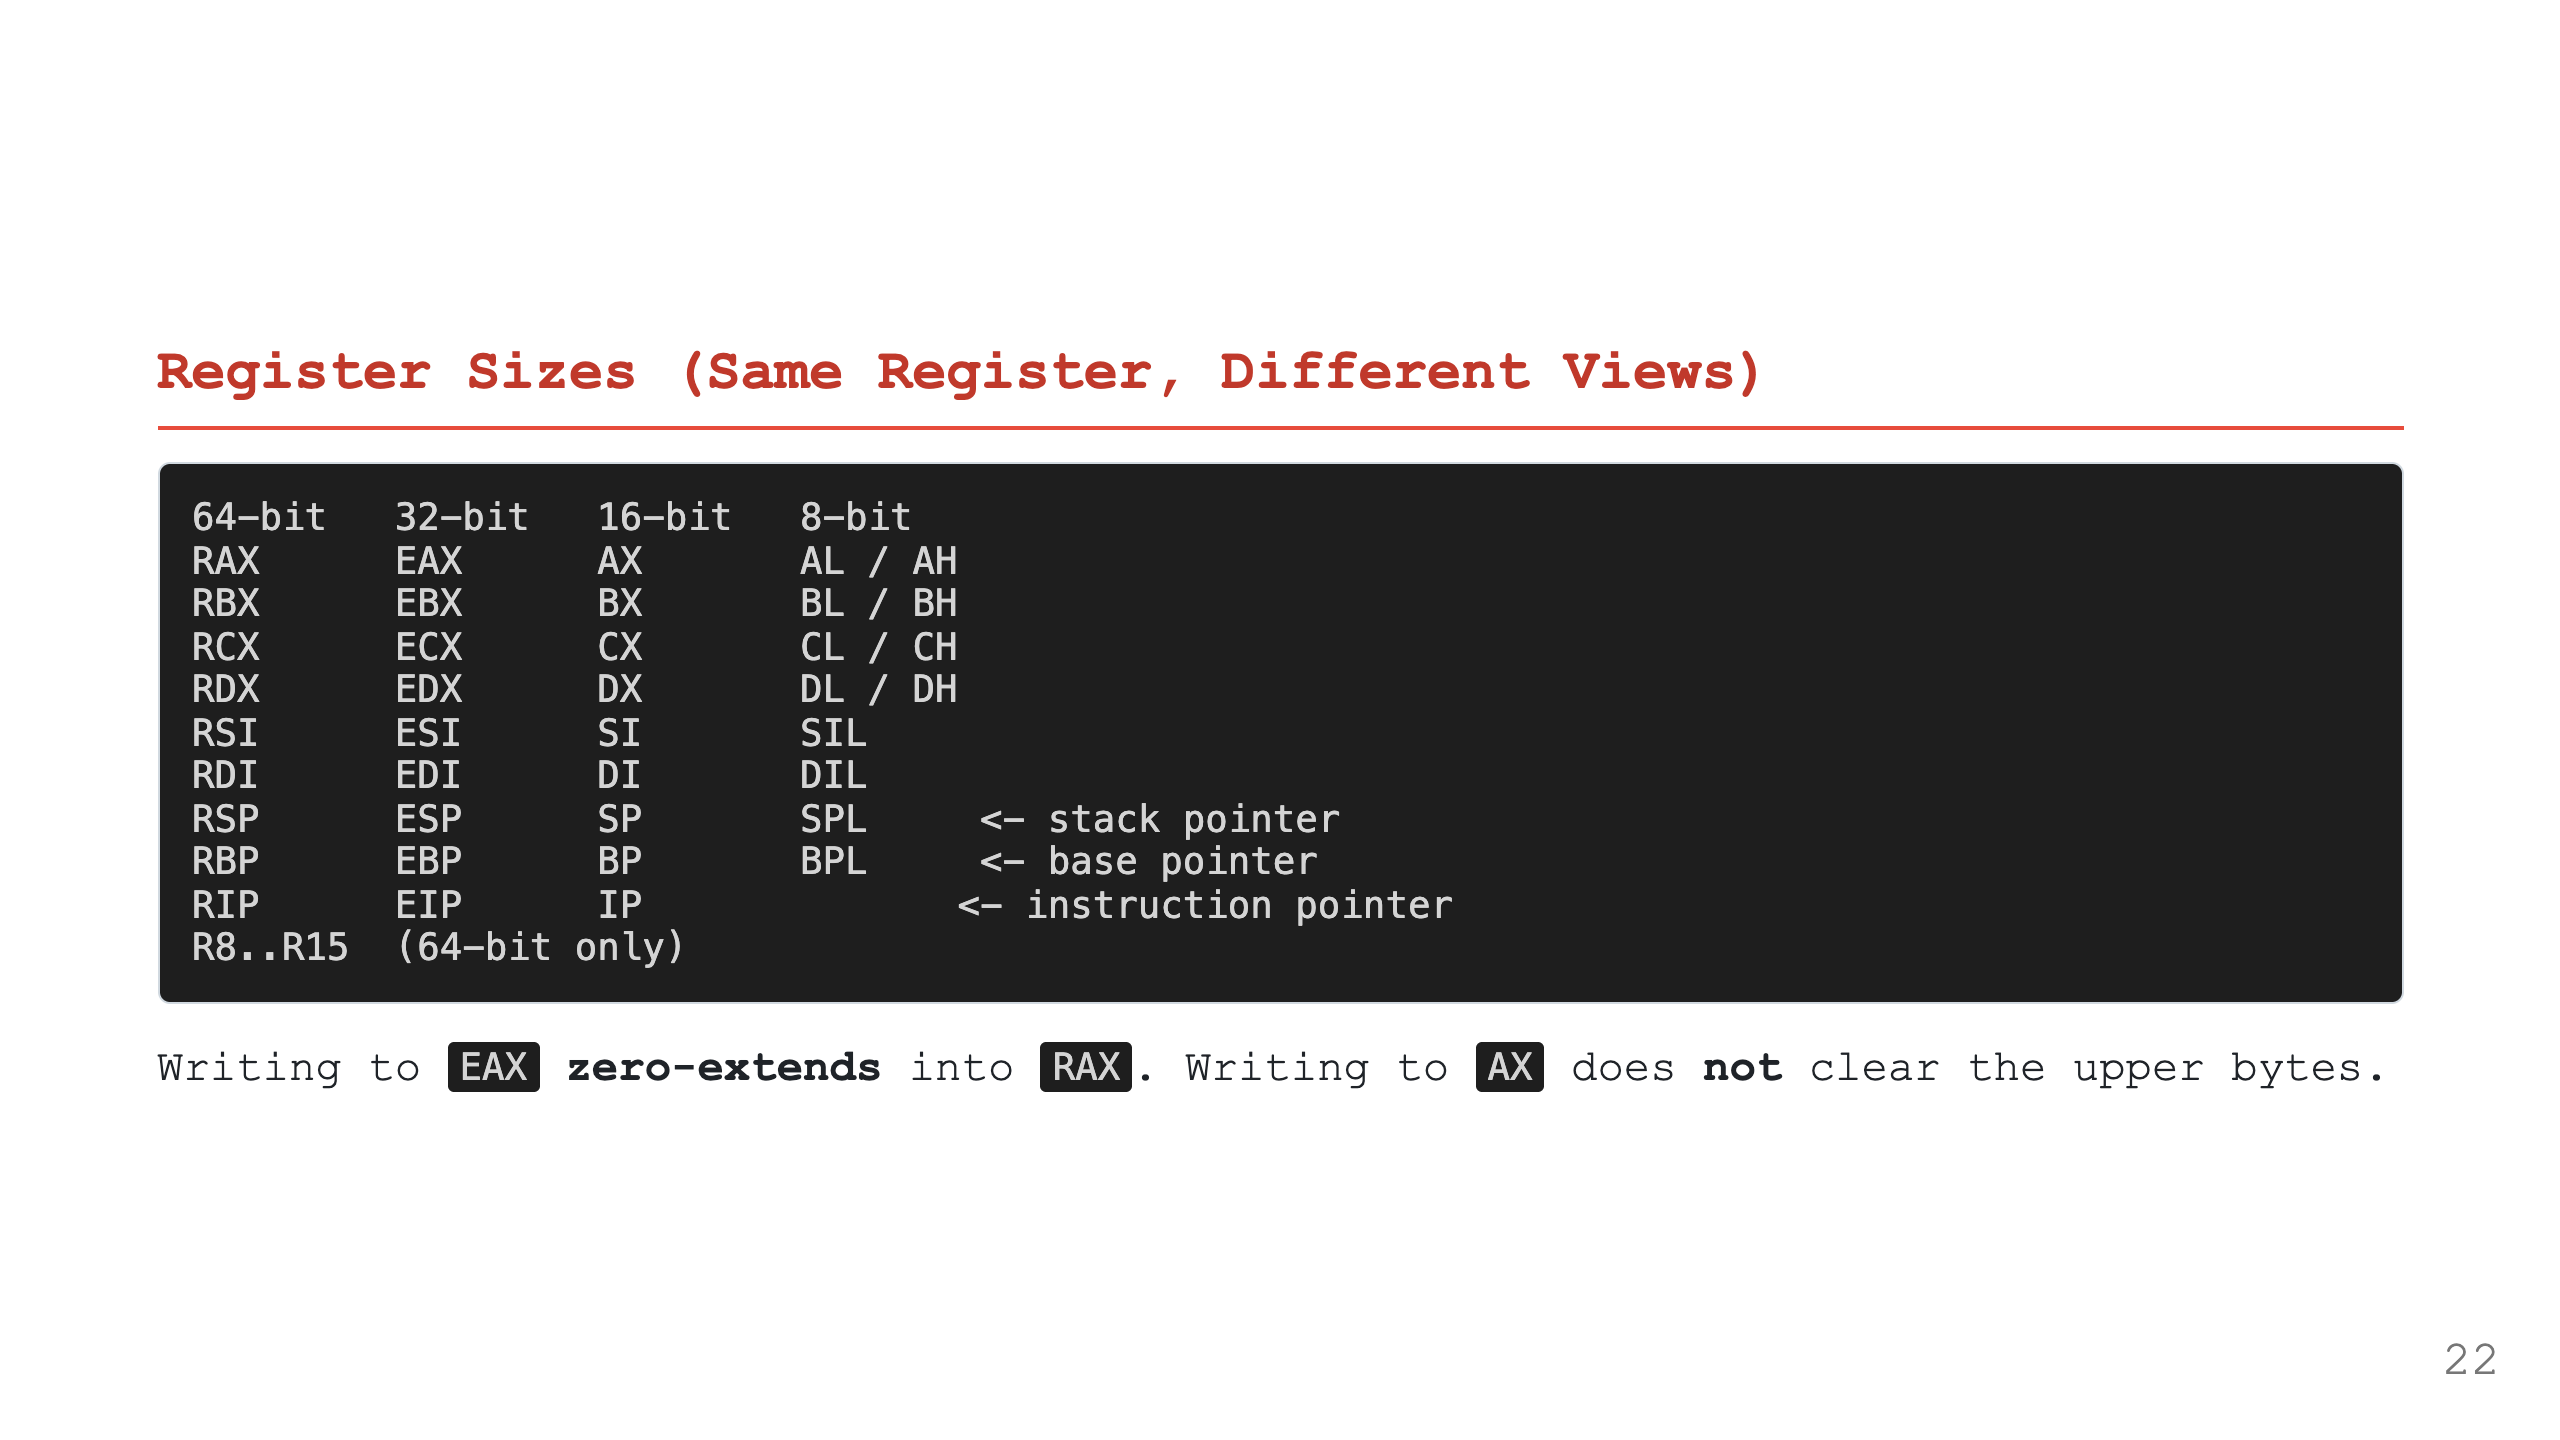 Register Sizes (Same Register, Different Views)
64-bit   32-bit   16-bit   8-bit
RAX      EAX      AX       AL / AH
RBX      EBX      BX       BL / BH
RCX      ECX      CX       CL / CH
RDX      EDX      DX       DL / DH
RSI      ESI      SI       SIL
RDI      EDI      DI       DIL
RSP      ESP      SP       SPL     <- stack pointer
RBP      EBP      BP       BPL     <- base pointer
RIP      EIP      IP              <- instruction pointer
R8..R15  (64-bit only)
Writing to EAX zero-extends into RAX. Writing to AX does not clear the upper bytes.
22